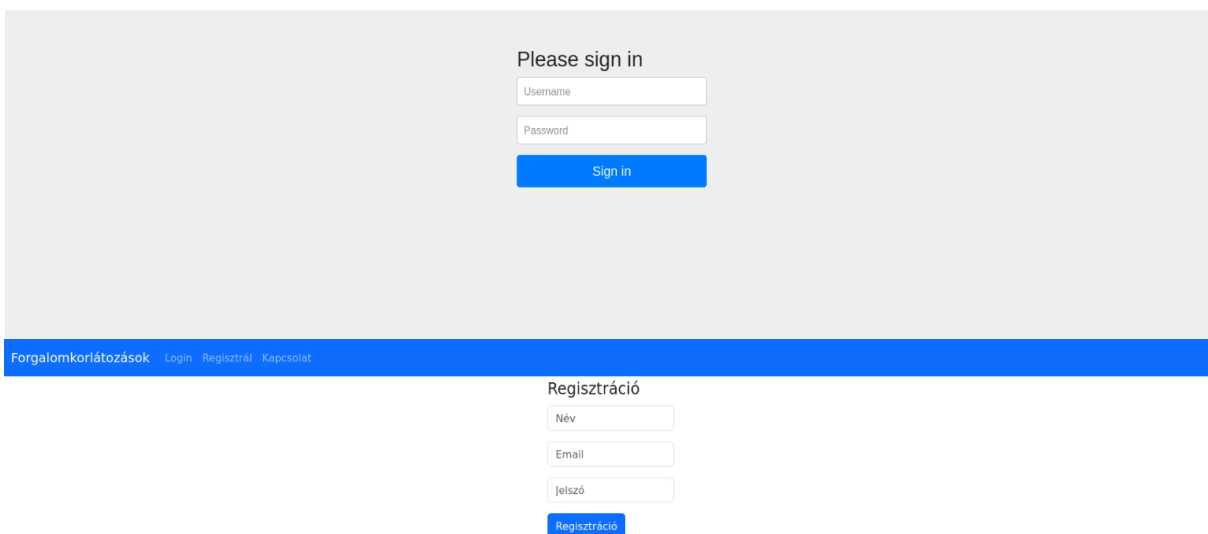 Please sign in
Username
Password
Sign in
Forgalomkorlátozások Login Regisztrál Kapcsolat
Regisztráció
Név
Email
Jelszó
Regisztráció